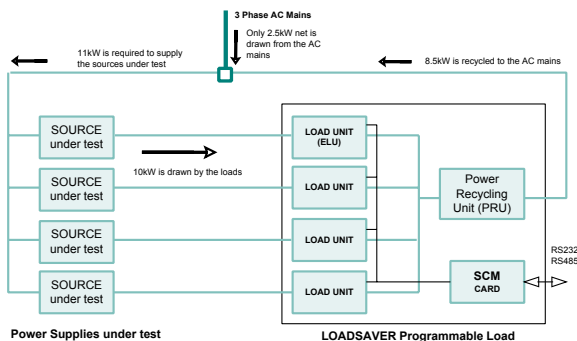 3 Phase AC Mains
Only 2.5kW net is
drawn from the AC
mains
11kW is required to supply
the sources under test
8.5kW is recycled to the AC mains
SOURCE
under test
10kW is drawn by the loads
LOAD UNIT
(ELU)
SOURCE
under test
LOAD UNIT
Power
Recycling
Unit (PRU)
SOURCE
under test
LOAD UNIT
RS232
RS485
SOURCE
under test
LOAD UNIT
SCM
CARD
Power Supplies under test
LOADSAVER Programmable Load